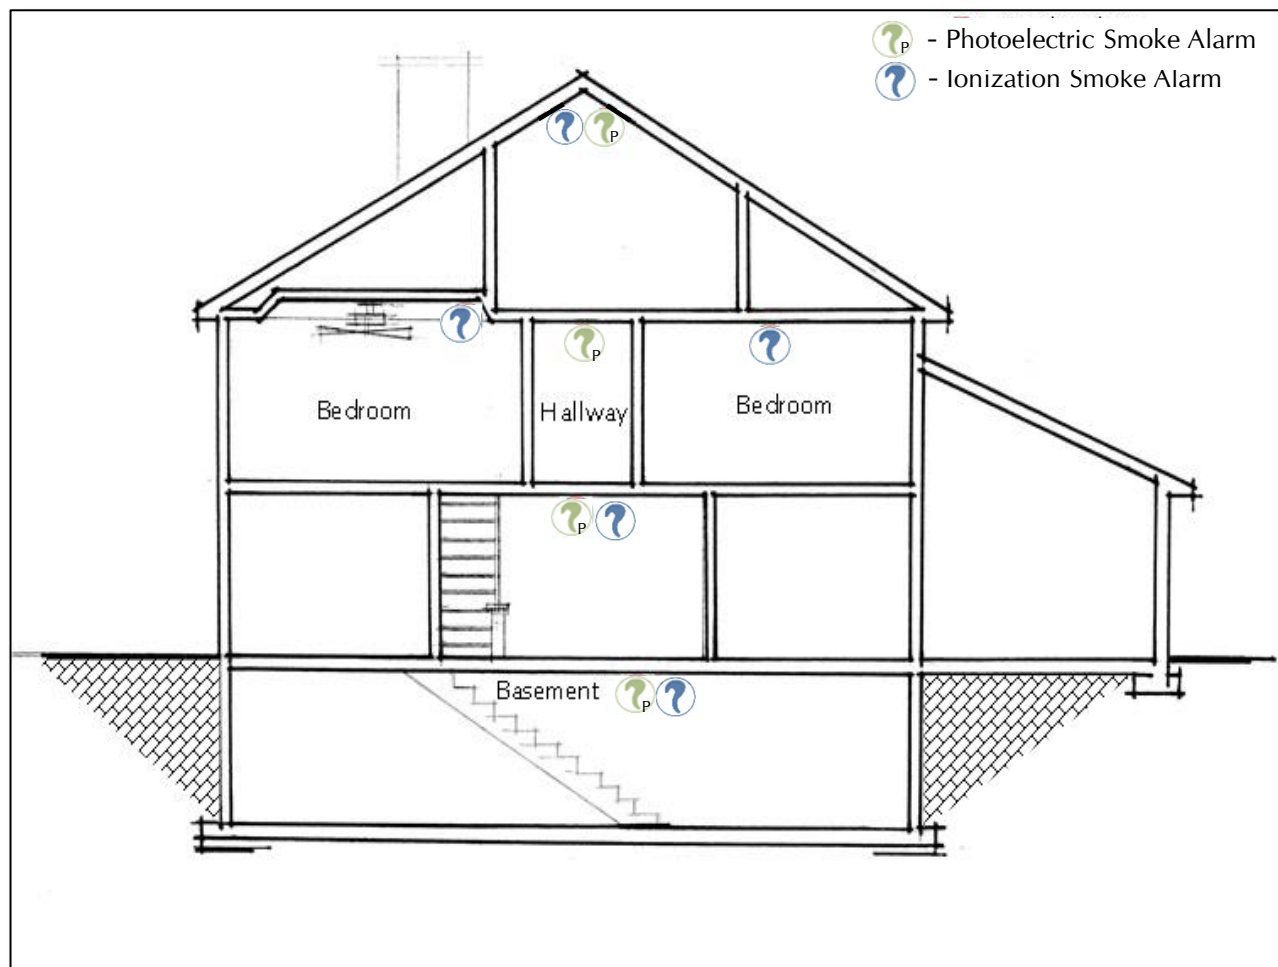 P - Photoelectric Smoke Alarm
- Ionization Smoke Alarm
P
P
Bedroom
Hallway
Bedroom
P
Basement
P